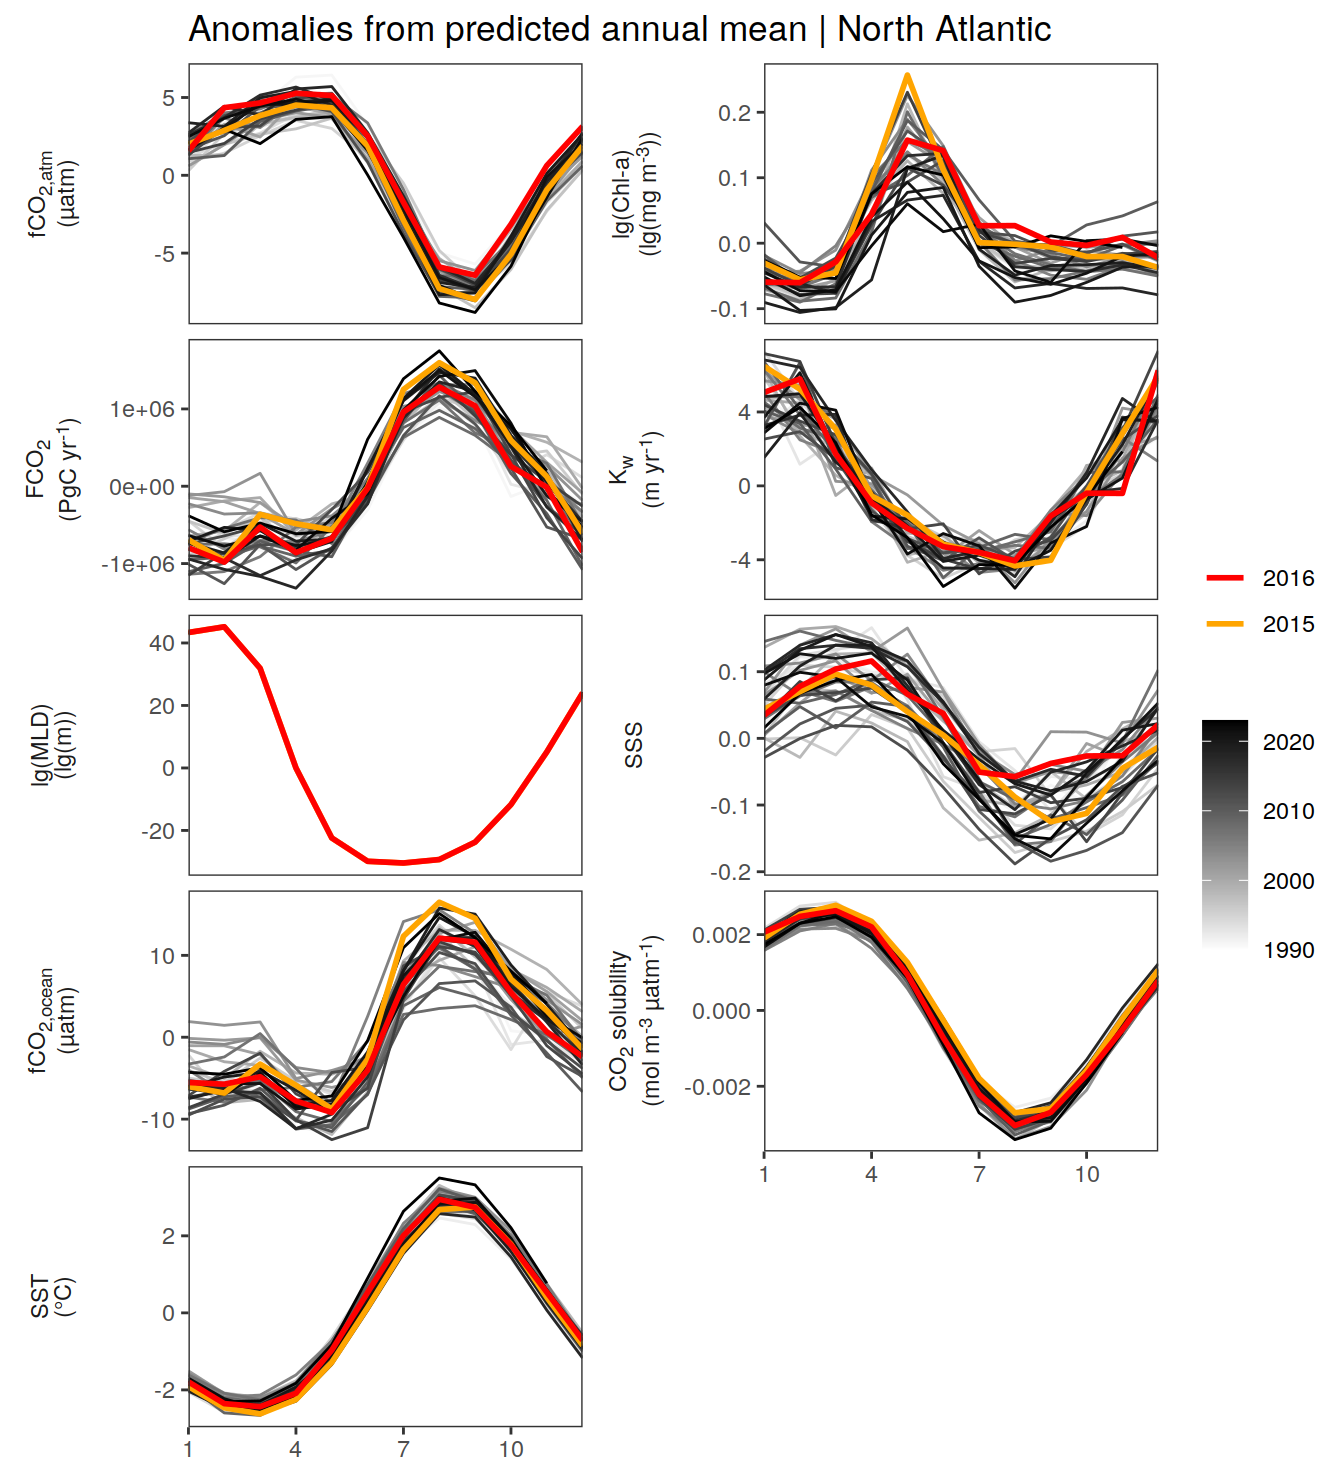 Anomalies from predicted annual mean | North Atlantic
fCO2,atm
(µatm)
5
0
-5
lg(Chl-a)
(lg(mg m-3))
0.2
0.1
0.0
-0.1
FCO2
(PgC yr-1)
1e+06
0e+00
-1e+06
Kw
(m yr-1)
4
0
-4
lg(MLD)
(lg(m))
40
20
0
-20
SSS
0.1
0.0
-0.1
-0.2
fCO2,ocean
(µatm)
10
0
-10
CO2 solubility
(mol m-3 µatm-1)
0.002
0.000
-0.002
1 4 7 10
SST
(°C)
2
0
-2
1 4 7 10
2016
2015
2020
2010
2000
1990